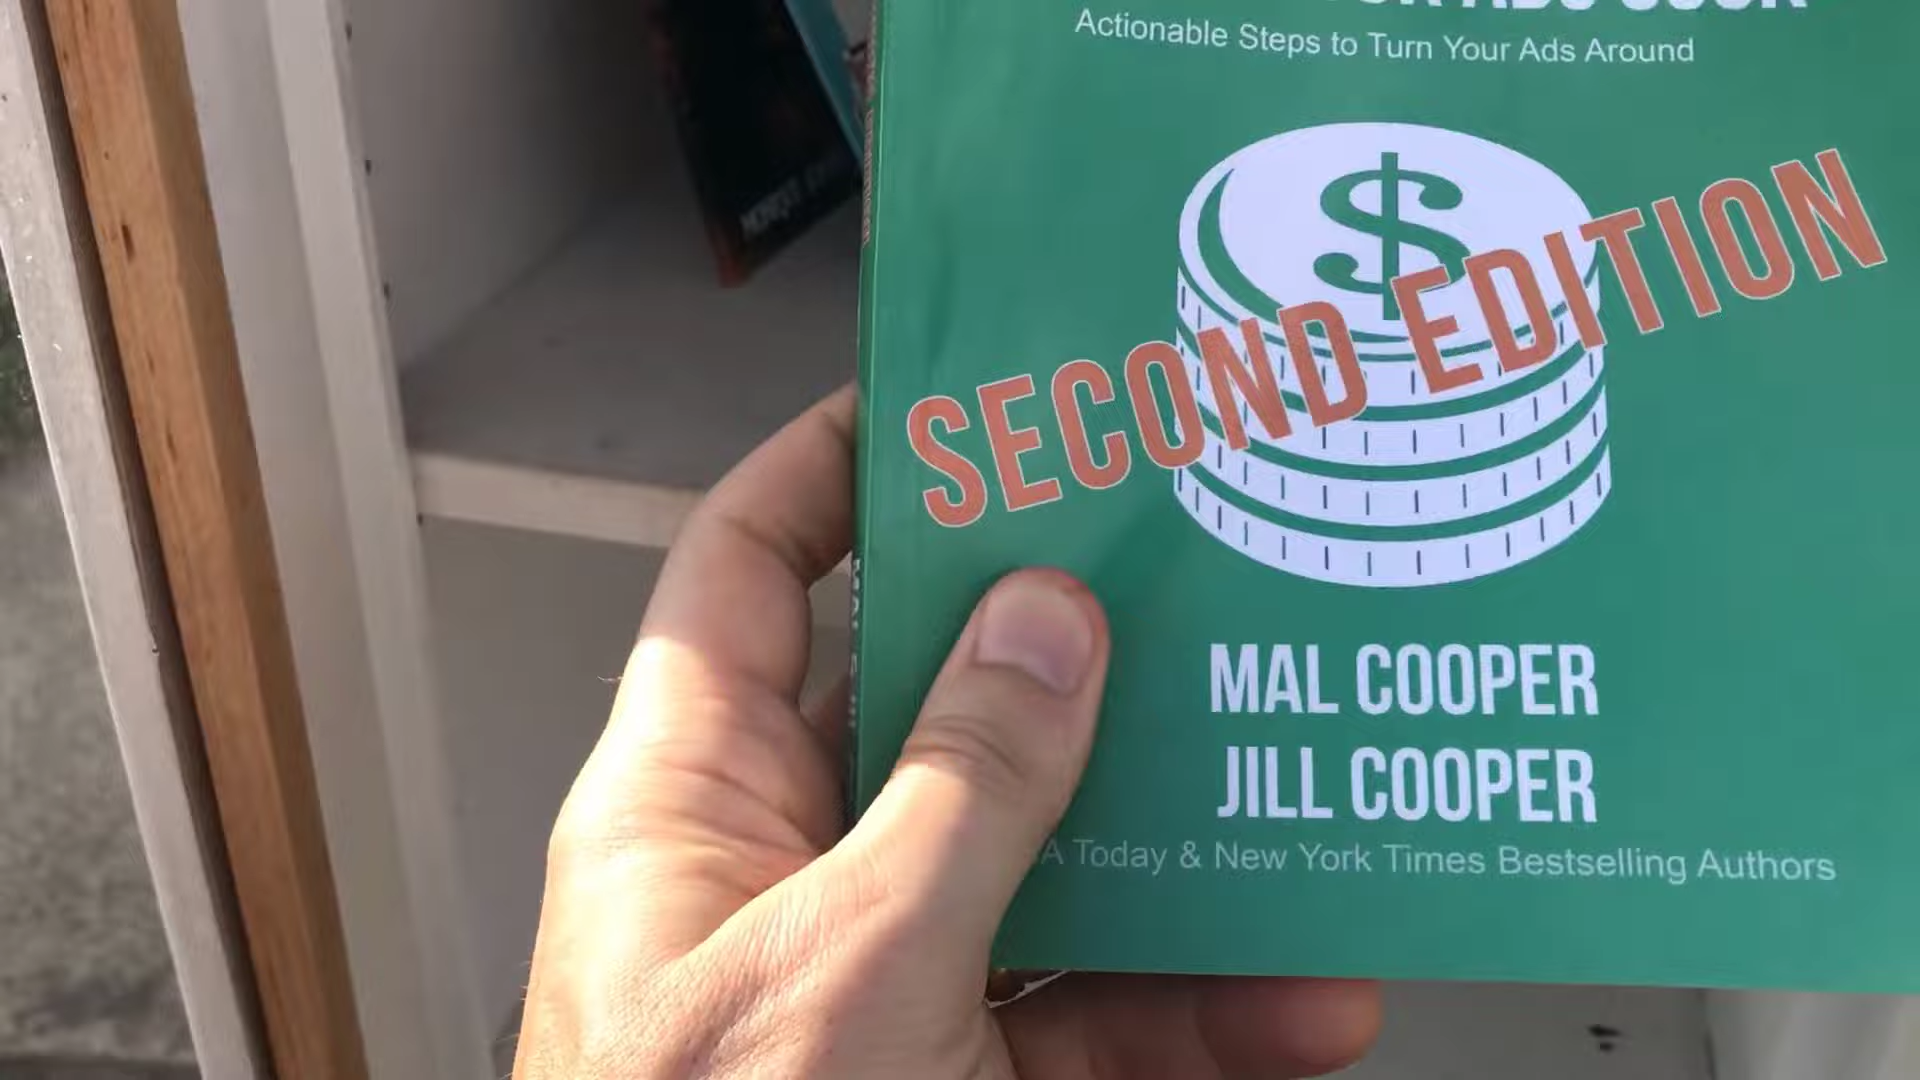 Actionable Steps to Turn Your Ads Around
$
SECOND EDITION
MAL COOPER
JILL COOPER
A Today & New York Times Bestselling Authors